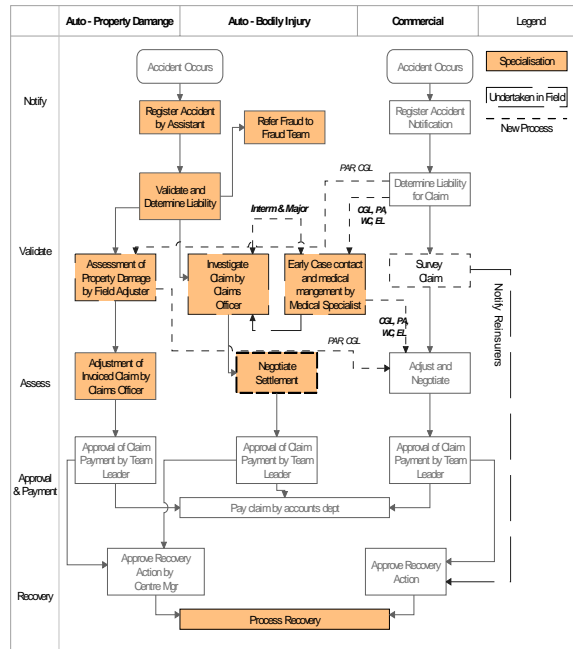 Auto - Property Damange
Auto - Bodily Injury
Commercial
Legend
Notify
Accident Occurs
Accident Occurs
Specialisation
Register Accident
by Assistant
Refer Fraud to
Fraud Team
Register Accident
Notification
Undertaken in Field
New Process
PAR, CGL
Validate and
Determine Liability
Determine Liability
for Claim
Interm & Major
CGL, PA,
WC, EL
Validate
Assessment of
Property Damage
by Field Adjuster
Investigate
Claim by Claims
Officer
Early Case contact
and medical
mangement by
Medical Specialist
Survey
Claim
Notify Reinsurers
CGL, PA,
WC, EL
PAR, CGL
Assess
Adjustment of
Invoiced Claim by
Claims Officer
Negotiate
Settlement
Adjust and
Negotiate
Approval
& Payment
Approval of Claim
Payment by Team
Leader
Approval of Claim
Payment by Team
Leader
Approval of Claim
Payment by Team
Leader
Pay claim by accounts dept
Recovery
Approve Recovery
Action by
Centre Mgr
Approve Recovery
Action
Process Recovery